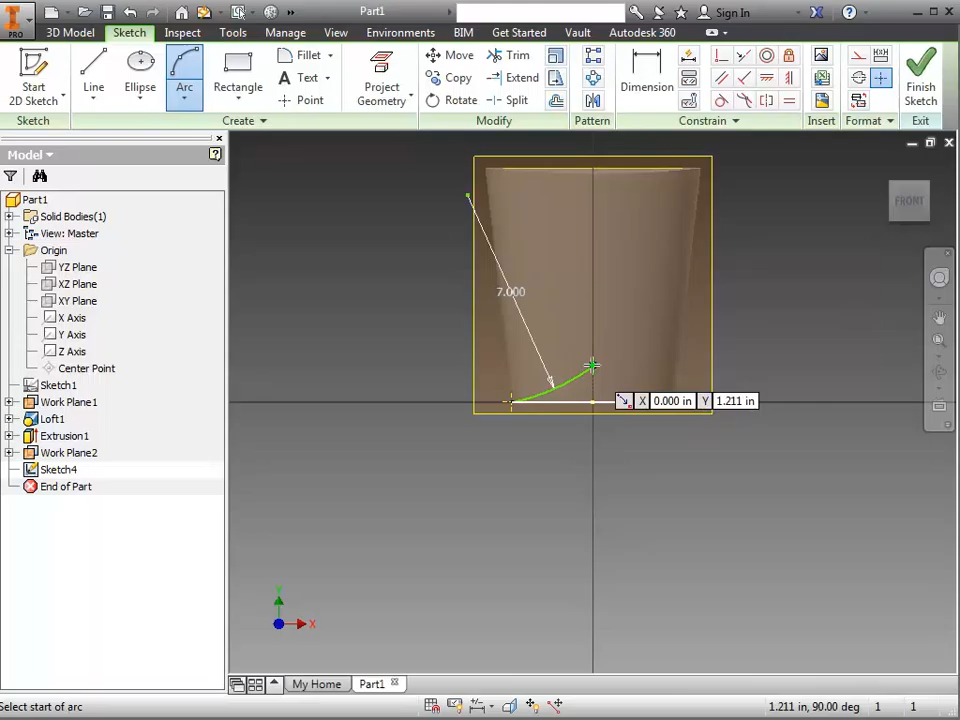 Part1
Sign In
PRO
3D Model
Sketch
Inspect
Tools
Manage
View
Environments
BIM
Get Started
Vault
Autodesk 360
Start
2D Sketch
Line
Ellipse
Arc
Rectangle
Fillet
Text
Point
Project
Geometry
Move
Copy
Rotate
Trim
Extend
Split
Dimension
Finish
Sketch
Sketch
Create
Modify
Pattern
Constrain
Insert
Format
Exit
Model
Part1
Solid Bodies(1)
View: Master
Origin
YZ Plane
XZ Plane
XY Plane
X Axis
Y Axis
Z Axis
Center Point
Sketch1
Work Plane1
Loft1
Extrusion1
Work Plane2
Sketch4
End of Part
FRONT
7.000
X 0.000 in Y 1.211 in
Y
X
My Home
Part1
Select start of arc
1.211 in, 90.00 deg 1 1